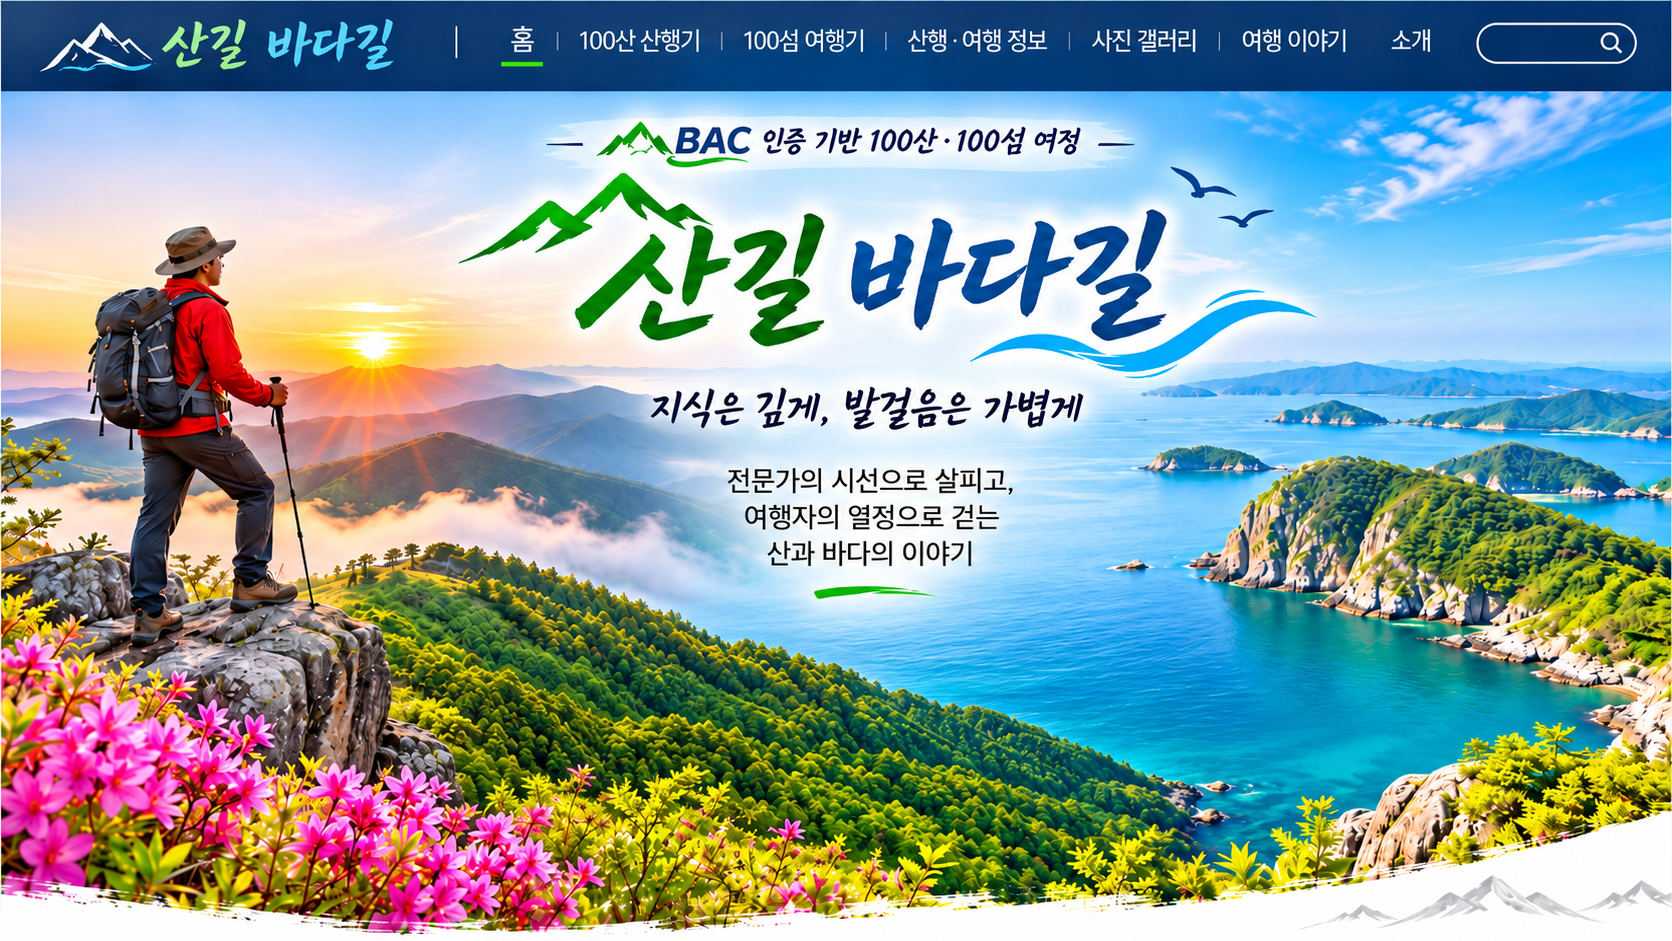 산길 바다길
홈
100산 산행기
100섬 여행기
산행·여행 정보
사진 갤러리
여행 이야기
소개
BAC 인증 기반 100산·100섬 여정
산길 바다길
지식은 깊게, 발걸음은 가볍게
전문가의 시선으로 살피고,
여행자의 열정으로 걷는
산과 바다의 이야기